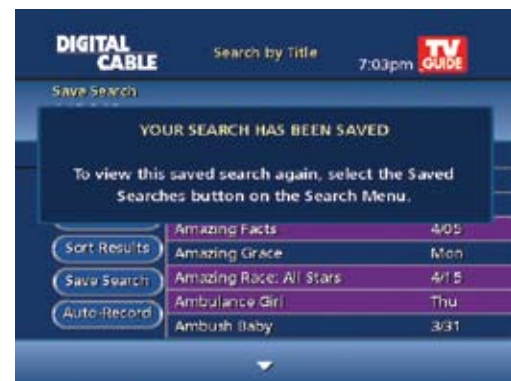 DIGITAL
CABLE
Search by Title
7:03pm
TV
GUIDE
Save Search
YOUR SEARCH HAS BEEN SAVED
To view this saved search again, select the Saved
Searches button on the Search Menu.
Amazing Facts 4/05
Sort Results
Amazing Grace Mon
Save Search
Amazing Race: All Stars 4/15
Auto-Record
Ambulance Girl Thu
Ambush Baby 3/31